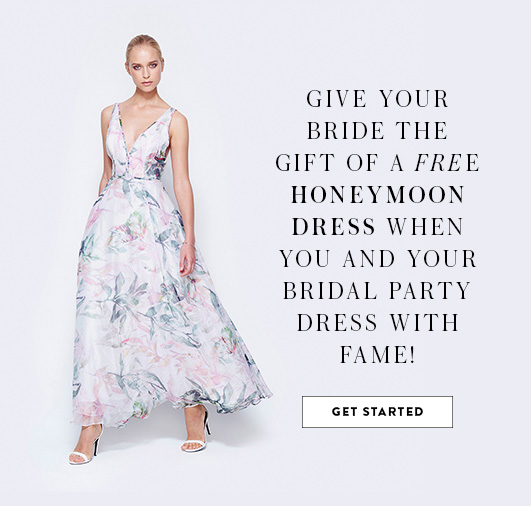 GIVE YOUR
BRIDE THE
GIFT OF A FREE
HONEYMOON
DRESS WHEN
YOU AND YOUR
BRIDAL PARTY
DRESS WITH
FAME!
GET STARTED